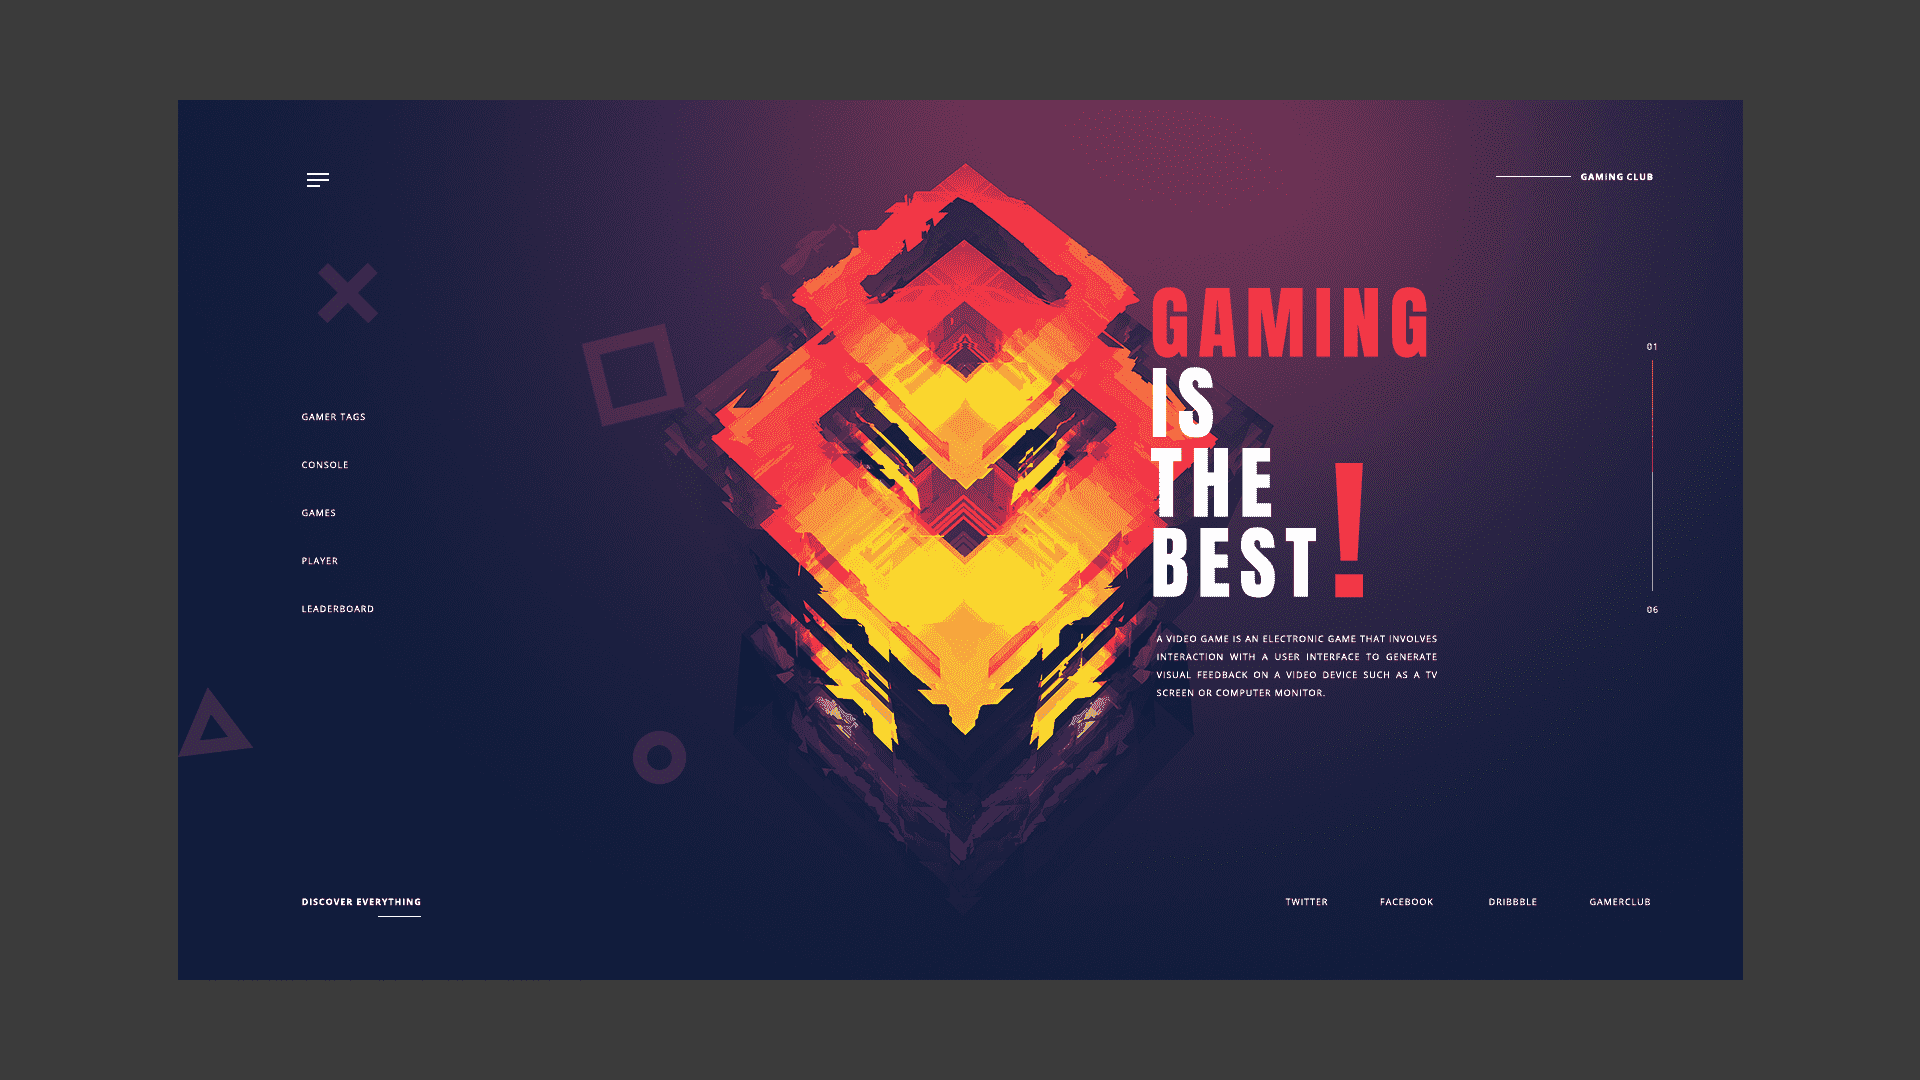 GAMING CLUB
GAMER TAGS
CONSOLE
GAMES
PLAYER
LEADERBOARD
GAMING
IS
THE
BEST!
A VIDEO GAME IS AN ELECTRONIC GAME THAT INVOLVES
INTERACTION WITH A USER INTERFACE TO GENERATE
VISUAL FEEDBACK ON A VIDEO DEVICE SUCH AS A TV
SCREEN OR COMPUTER MONITOR.
01
06
DISCOVER EVERYTHING
TWITTER FACEBOOK DRIBBBLE GAMERCLUB